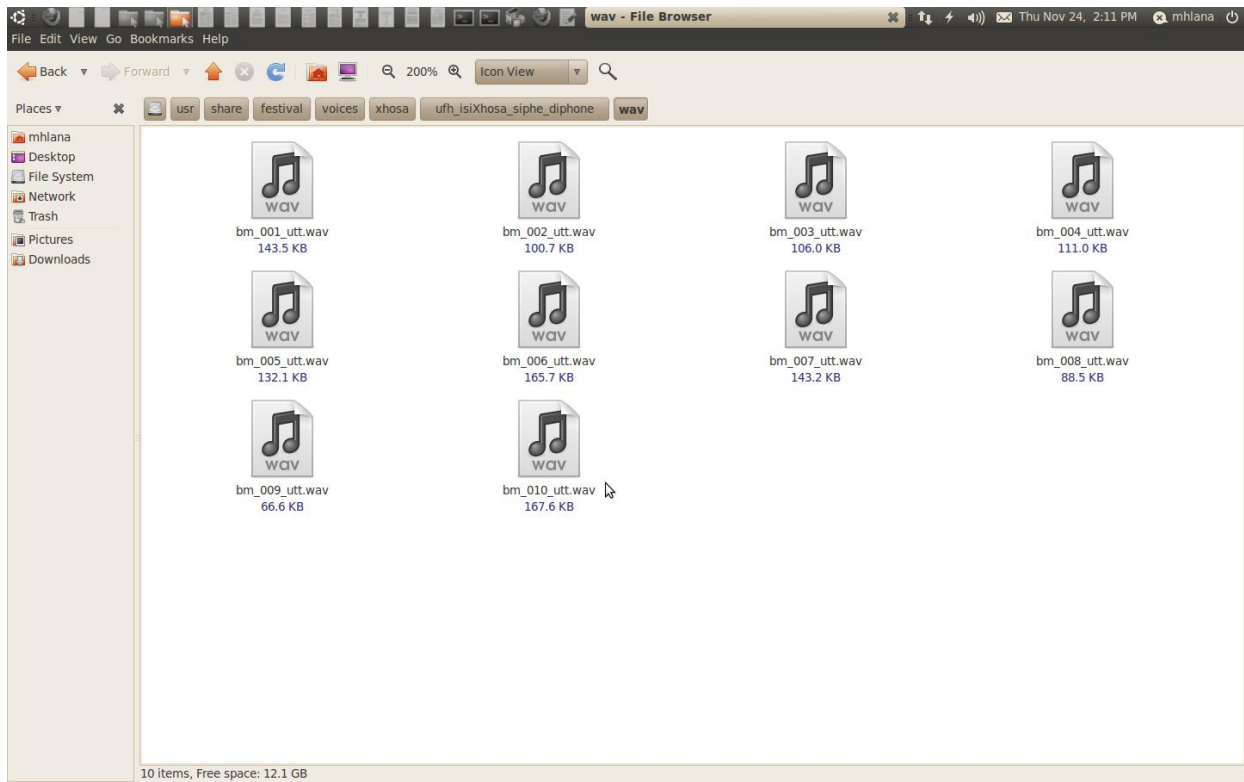 wav - File Browser Thu Nov 24, 2:11 PM mhlana
File Edit View Go Bookmarks Help
Back Forward 200% Icon View
Places usr share festival voices xhosa ufh_isiXhosa_siphe_diphone wav
mhlana
Desktop
File System
Network
Trash
Pictures
Downloads
wav wav wav wav
bm_001_utt.wav bm_002_utt.wav bm_003_utt.wav bm_004_utt.wav
143.5 KB 100.7 KB 106.0 KB 111.0 KB
wav wav wav wav
bm_005_utt.wav bm_006_utt.wav bm_007_utt.wav bm_008_utt.wav
132.1 KB 165.7 KB 143.2 KB 88.5 KB
wav wav
bm_009_utt.wav bm_010_utt.wav
66.6 KB 167.6 KB
10 items, Free space: 12.1 GB